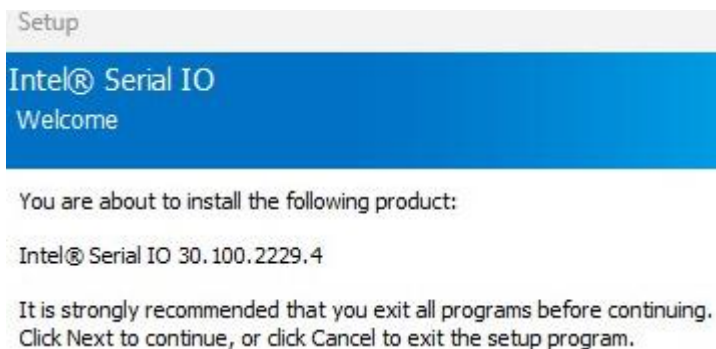 Setup
Intel® Serial IO
Welcome
You are about to install the following product:
Intel® Serial IO 30.100.2229.4
It is strongly recommended that you exit all programs before continuing.
Click Next to continue, or click Cancel to exit the setup program.